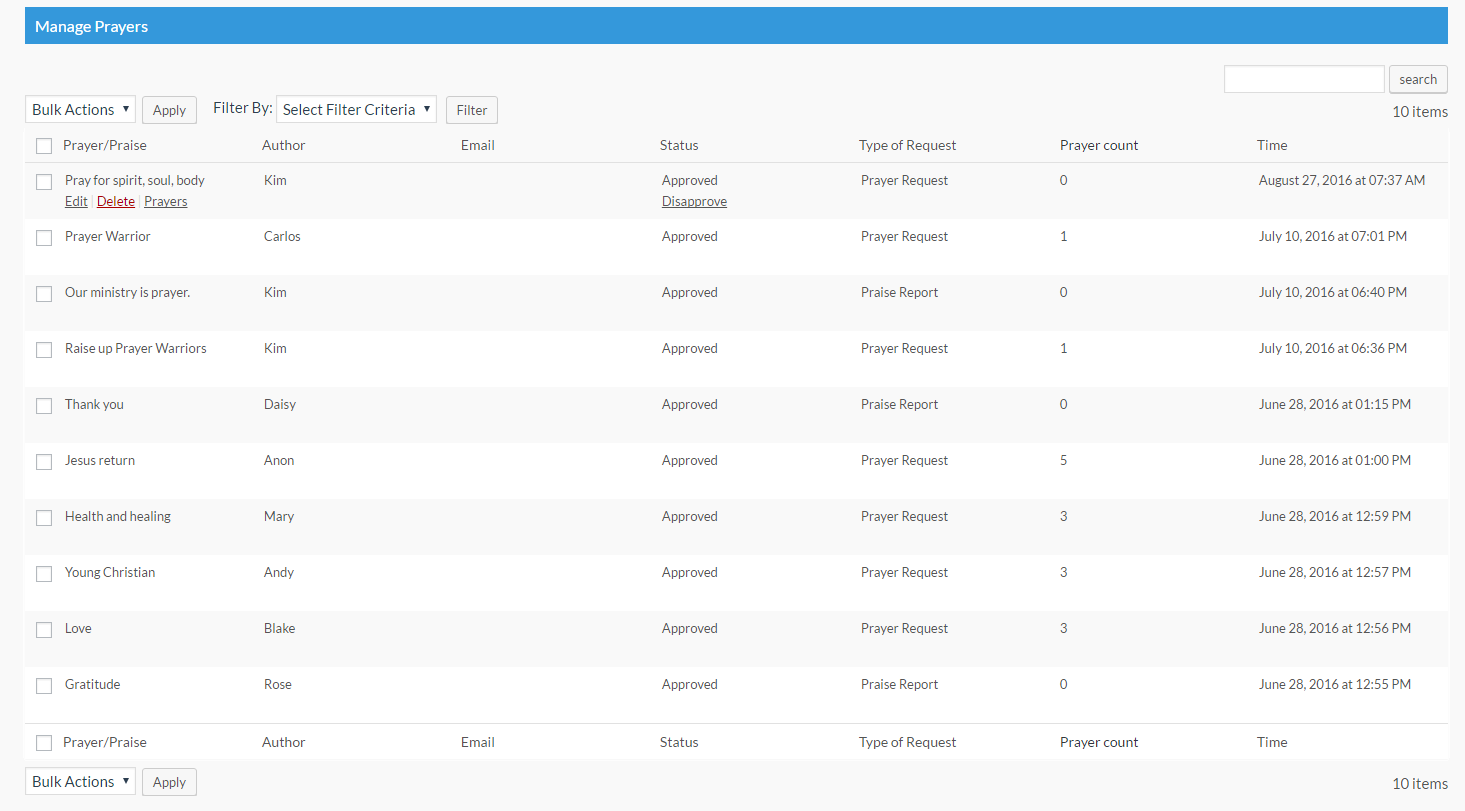 Manage Prayers
search
Bulk Actions Apply Filter By: Select Filter Criteria Filter
10 items
Prayer/Praise Author Email Status Type of Request Prayer count Time
Pray for spirit, soul, body Kim Approved Prayer Request 0 August 27, 2016 at 07:37 AM
Edit | Delete | Prayers Disapprove
Prayer Warrior Carlos Approved Prayer Request 1 July 10, 2016 at 07:01 PM
Our ministry is prayer. Kim Approved Praise Report 0 July 10, 2016 at 06:40 PM
Raise up Prayer Warriors Kim Approved Prayer Request 1 July 10, 2016 at 06:36 PM
Thank you Daisy Approved Praise Report 0 June 28, 2016 at 01:15 PM
Jesus return Anon Approved Prayer Request 5 June 28, 2016 at 01:00 PM
Health and healing Mary Approved Prayer Request 3 June 28, 2016 at 12:59 PM
Young Christian Andy Approved Prayer Request 3 June 28, 2016 at 12:57 PM
Love Blake Approved Prayer Request 3 June 28, 2016 at 12:56 PM
Gratitude Rose Approved Praise Report 0 June 28, 2016 at 12:55 PM
Prayer/Praise Author Email Status Type of Request Prayer count Time
Bulk Actions Apply 10 items